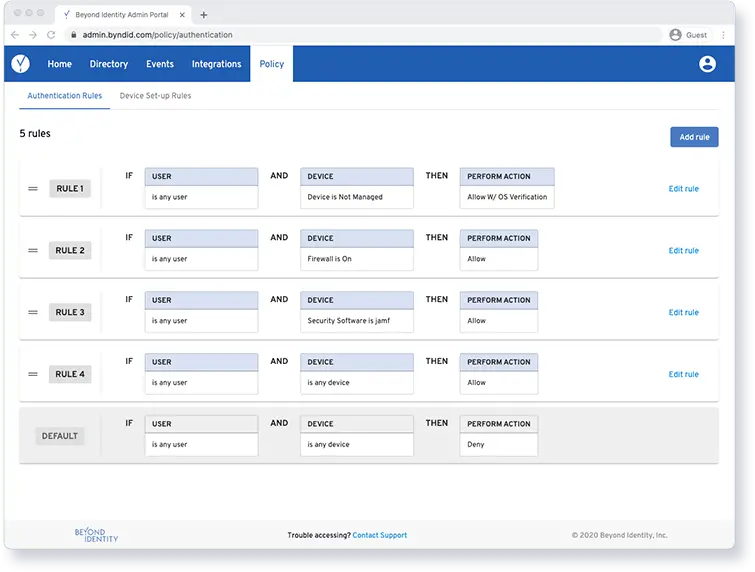 Beyond Identity Admin Portal
admin.byndid.com/policy/authentication
Guest
Home Directory Events Integrations Policy
Authentication Rules Device Set-up Rules
5 rules
Add rule
IF USER AND DEVICE THEN PERFORM ACTION
RULE 1 Edit rule
is any user Device is Not Managed Allow W/ OS Verification
IF USER AND DEVICE THEN PERFORM ACTION
RULE 2 Edit rule
is any user Firewall is On Allow
IF USER AND DEVICE THEN PERFORM ACTION
RULE 3 Edit rule
is any user Security Software is jamf Allow
IF USER AND DEVICE THEN PERFORM ACTION
RULE 4 Edit rule
is any user is any device Allow
IF USER AND DEVICE THEN PERFORM ACTION
DEFAULT
is any user is any device Deny
BEYOND
IDENTITY
Trouble accessing? Contact Support
© 2020 Beyond Identity, Inc.